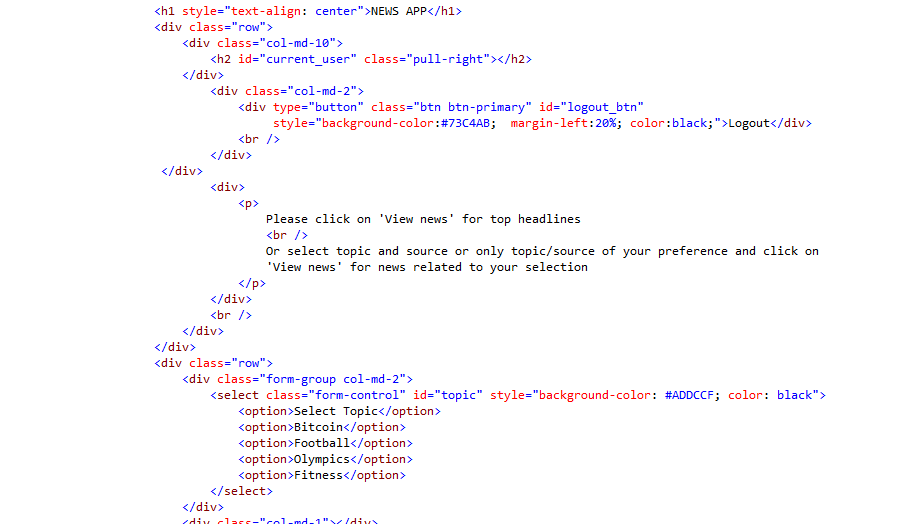 <h1 style="text-align: center">NEWS APP</h1>
<div class="row">
<div class="col-md-10">
<h2 id="current_user" class="pull-right"></h2>
</div>
<div class="col-md-2">
<div type="button" class="btn btn-primary" id="logout_btn"
style="background-color:#73C4AB;  margin-left:20%; color:black;">Logout</div>
<br />
</div>
</div>
<div>
<p>
Please click on 'View news' for top headlines
<br />
Or select topic and source or only topic/source of your preference and click on
'View news' for news related to your selection
</p>
</div>
<br />
</div>
</div>
<div class="row">
<div class="form-group col-md-2">
<select class="form-control" id="topic" style="background-color: #ADDCCF; color: black">
<option>Select Topic</option>
<option>Bitcoin</option>
<option>Football</option>
<option>Olympics</option>
<option>Fitness</option>
</select>
</div>
<div class="col-md-1"></div>